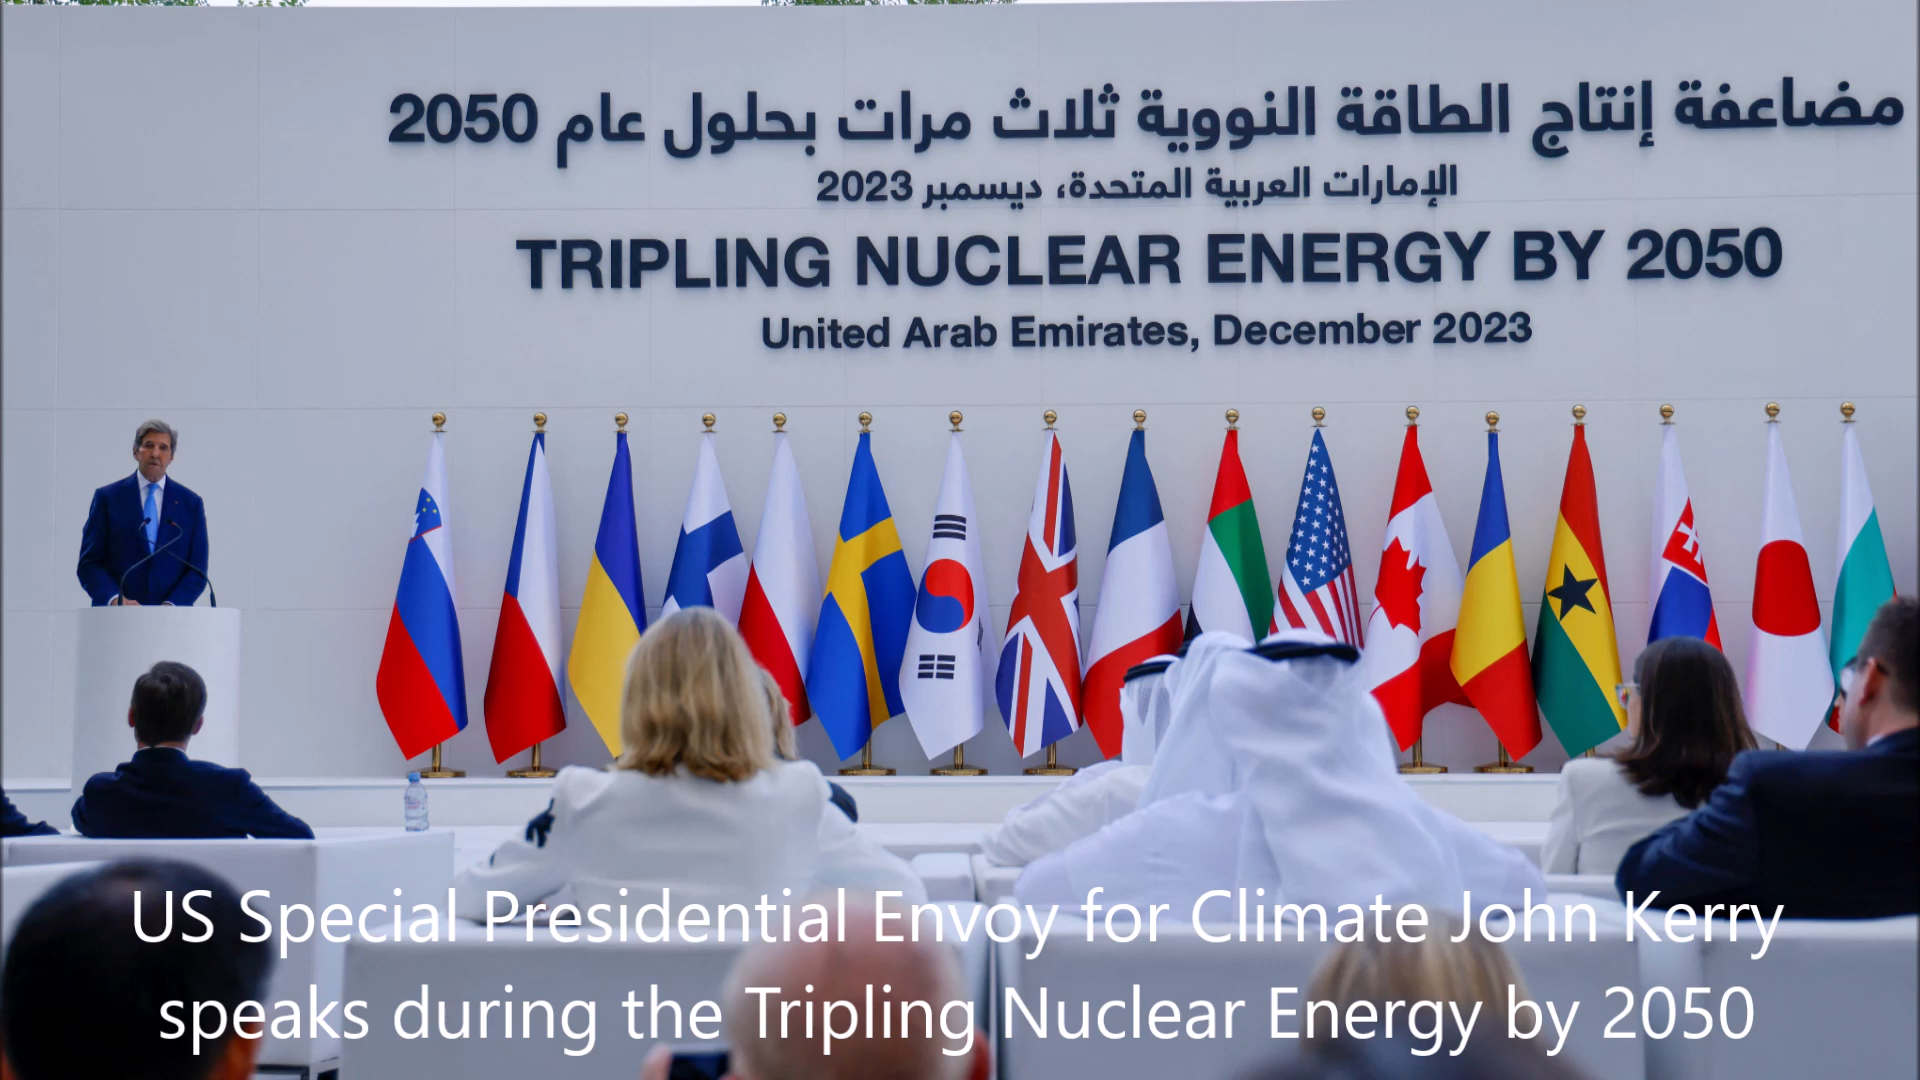 مضاعفة إنتاج الطاقة النووية ثلاث مرات بحلول عام 2050
الإمارات العربية المتحدة، ديسمبر 2023
TRIPLING NUCLEAR ENERGY BY 2050
United Arab Emirates, December 2023
US Special Presidential Envoy for Climate John Kerry
speaks during the Tripling Nuclear Energy by 2050